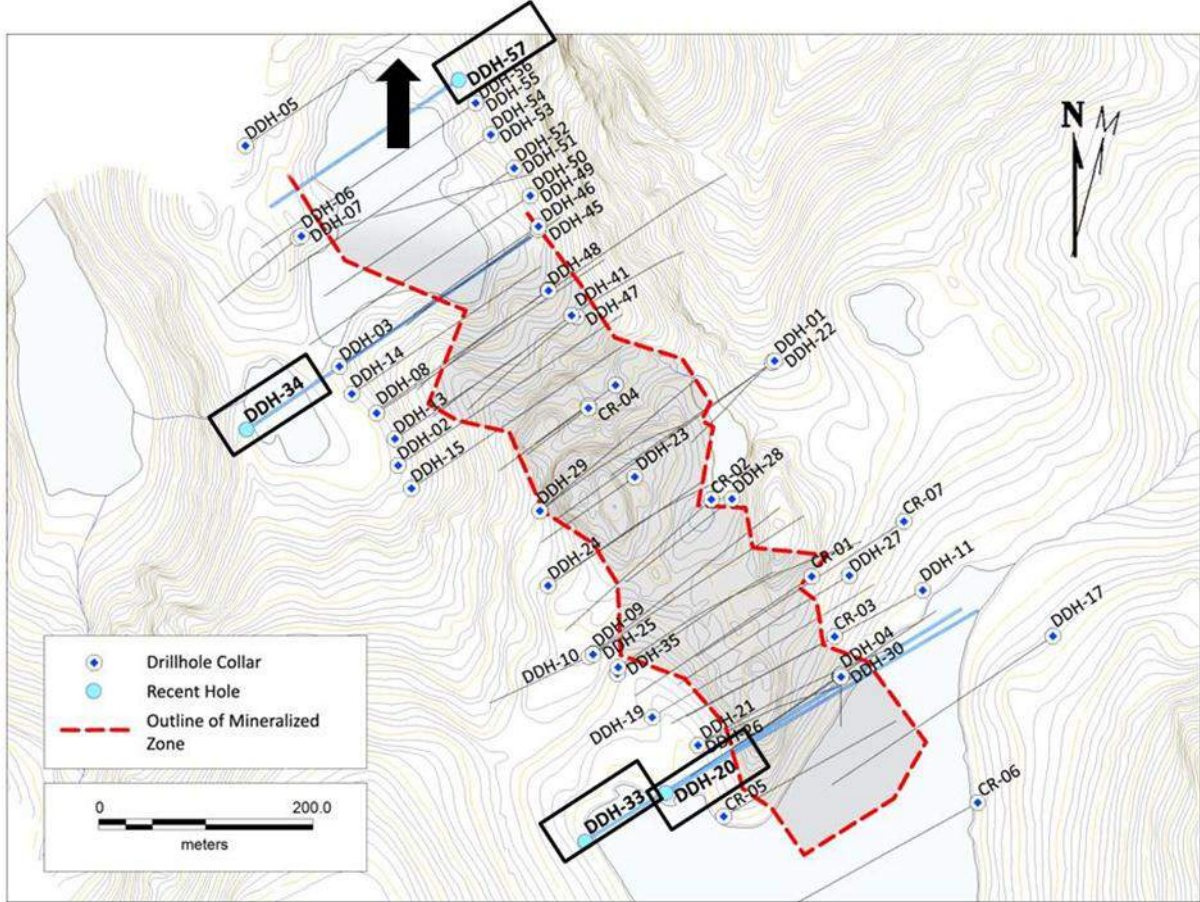 DDH-57
DDH-56
DDH-55
DDH-54
DDH-53
DDH-05
DDH-52
DDH-51
DDH-50
DDH-49
DDH-46
DDH-45
DDH-06
DDH-07
N
M
DDH-48
DDH-41
DDH-47
DDH-01
DDH-22
DDH-03
DDH-14
DDH-08
DDH-13
DDH-02
DDH-15
DDH-34
CR-04
DDH-23
DDH-29
CR-02
DDH-28
CR-07
CR-01
DDH-27
DDH-11
DDH-17
DDH-24
DDH-09
DDH-25
DDH-35
DDH-10
CR-03
DDH-04
DDH-30
DDH-19
DDH-21
DDH-26
DDH-20
DDH-33
CR-05
CR-06
Drillhole Collar
Recent Hole
Outline of Mineralized
Zone
0 200.0
meters